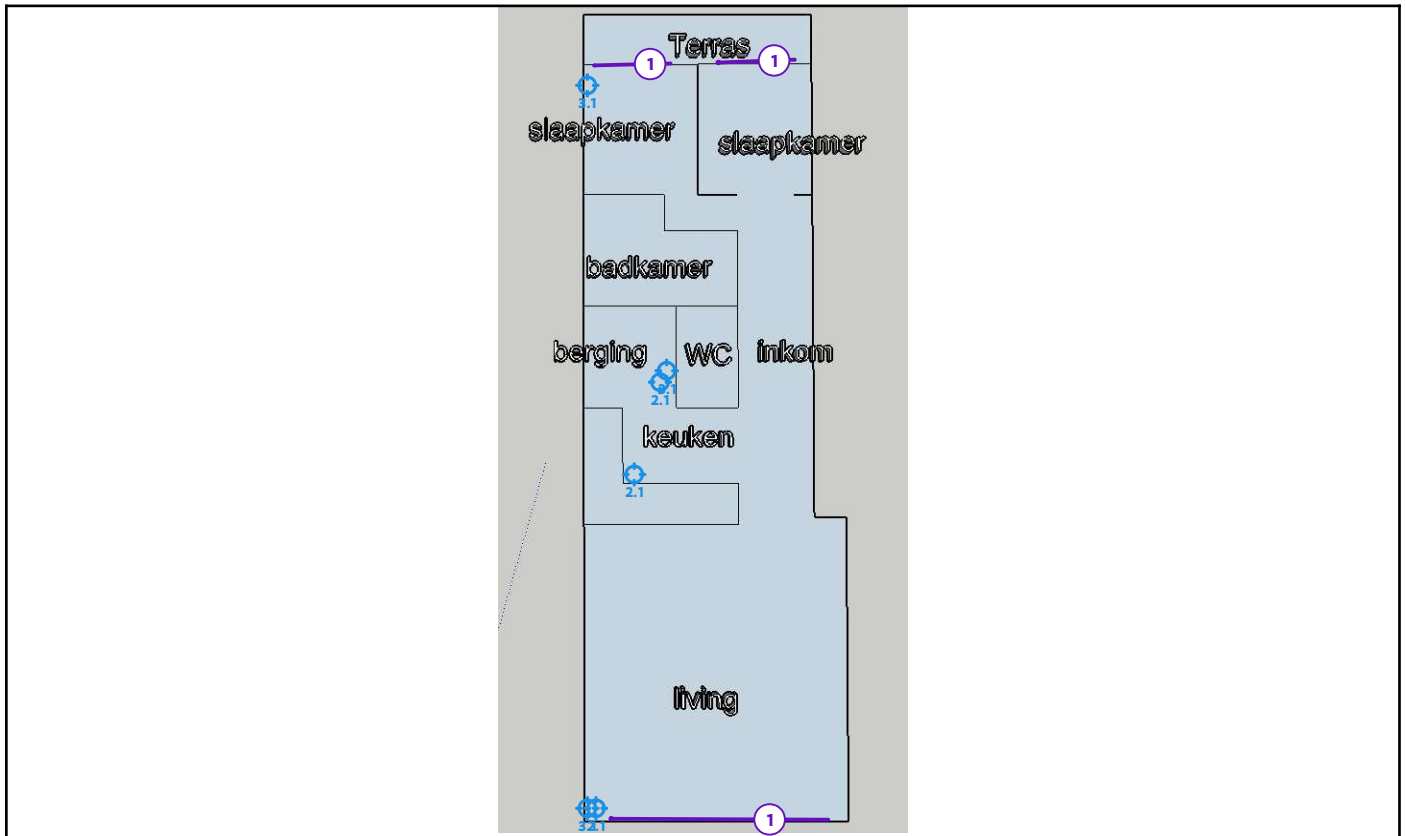 Terras
1
1
3.1
slaapkamer
slaapkamer
badkamer
berging
WC
inkom
2.1
keuken
2.1
living
1